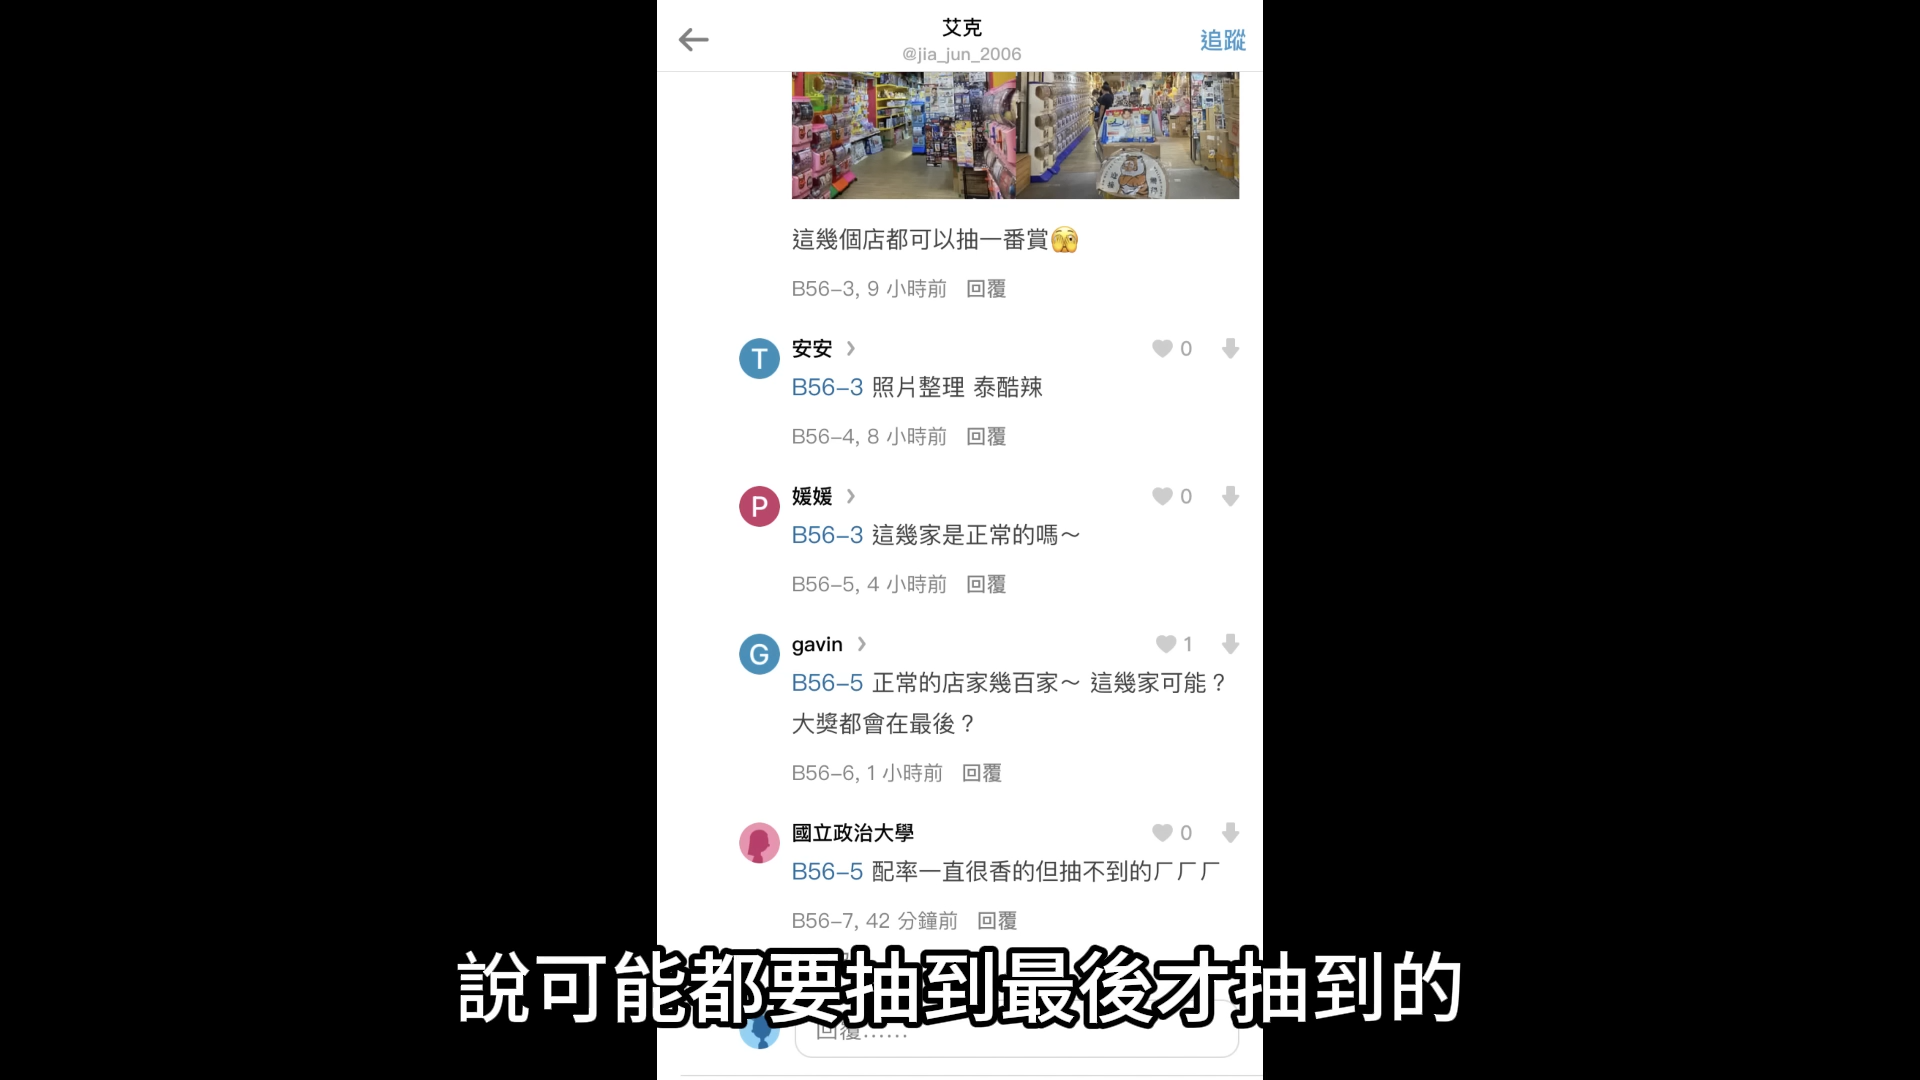 艾克
@jia_jun_2006
追蹤
這幾個店都可以抽一番賞🫣
B56-3, 9 小時前 回覆
T
安安
0
B56-3 照片整理 泰酷辣
B56-4, 8 小時前 回覆
P
媛媛
0
B56-3 這幾家是正常的嗎～
B56-5, 4 小時前 回覆
G
gavin
1
B56-5 正常的店家幾百家～ 這幾家可能？
大獎都會在最後？
B56-6, 1 小時前 回覆
國立政治大學
0
B56-5 配率一直很香的但抽不到的ㄏㄏㄏ
B56-7, 42 分鐘前 回覆
說可能都要抽到最後才抽到的
回覆......